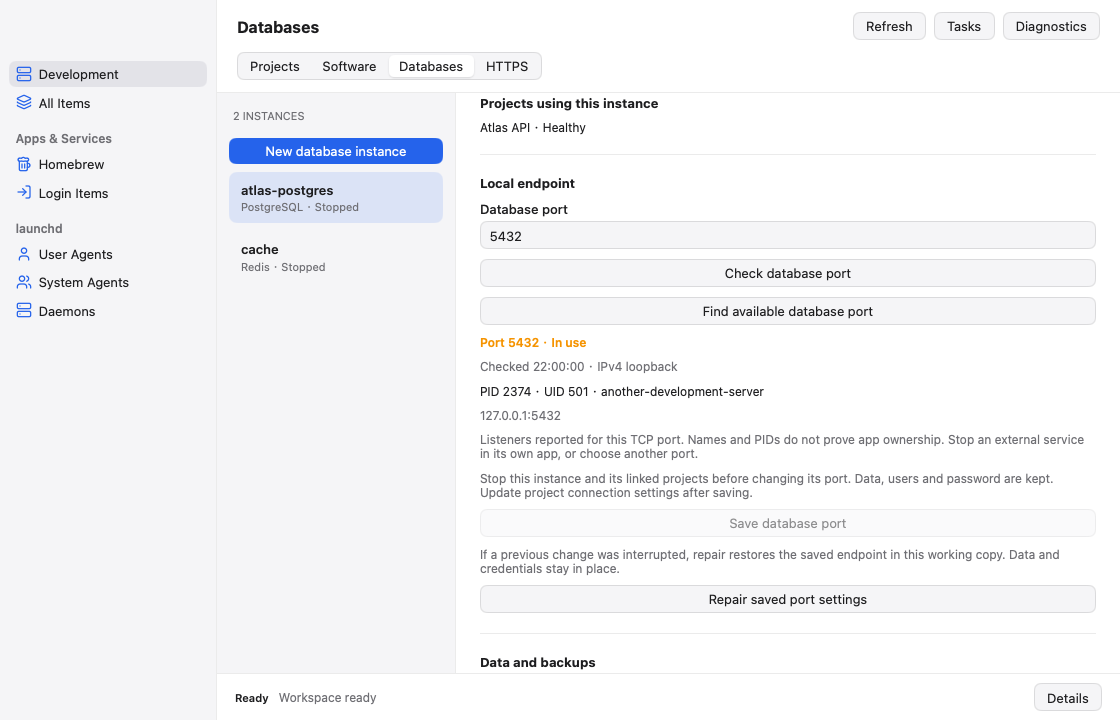 Databases
Refresh
Tasks
Diagnostics
Projects
Software
Databases
HTTPS
Development
All Items
Apps & Services
Homebrew
Login Items
launchd
User Agents
System Agents
Daemons
2 INSTANCES
New database instance
atlas-postgres
PostgreSQL · Stopped
cache
Redis · Stopped
Projects using this instance
Atlas API · Healthy
Local endpoint
Database port
5432
Check database port
Find available database port
Port 5432 · In use
Checked 22:00:00 · IPv4 loopback
PID 2374 · UID 501 · another-development-server
127.0.0.1:5432
Listeners reported for this TCP port. Names and PIDs do not prove app ownership. Stop an external service
in its own app, or choose another port.
Stop this instance and its linked projects before changing its port. Data, users and password are kept.
Update project connection settings after saving.
Save database port
If a previous change was interrupted, repair restores the saved endpoint in this working copy. Data and
credentials stay in place.
Repair saved port settings
Data and backups
Ready
Workspace ready
Details